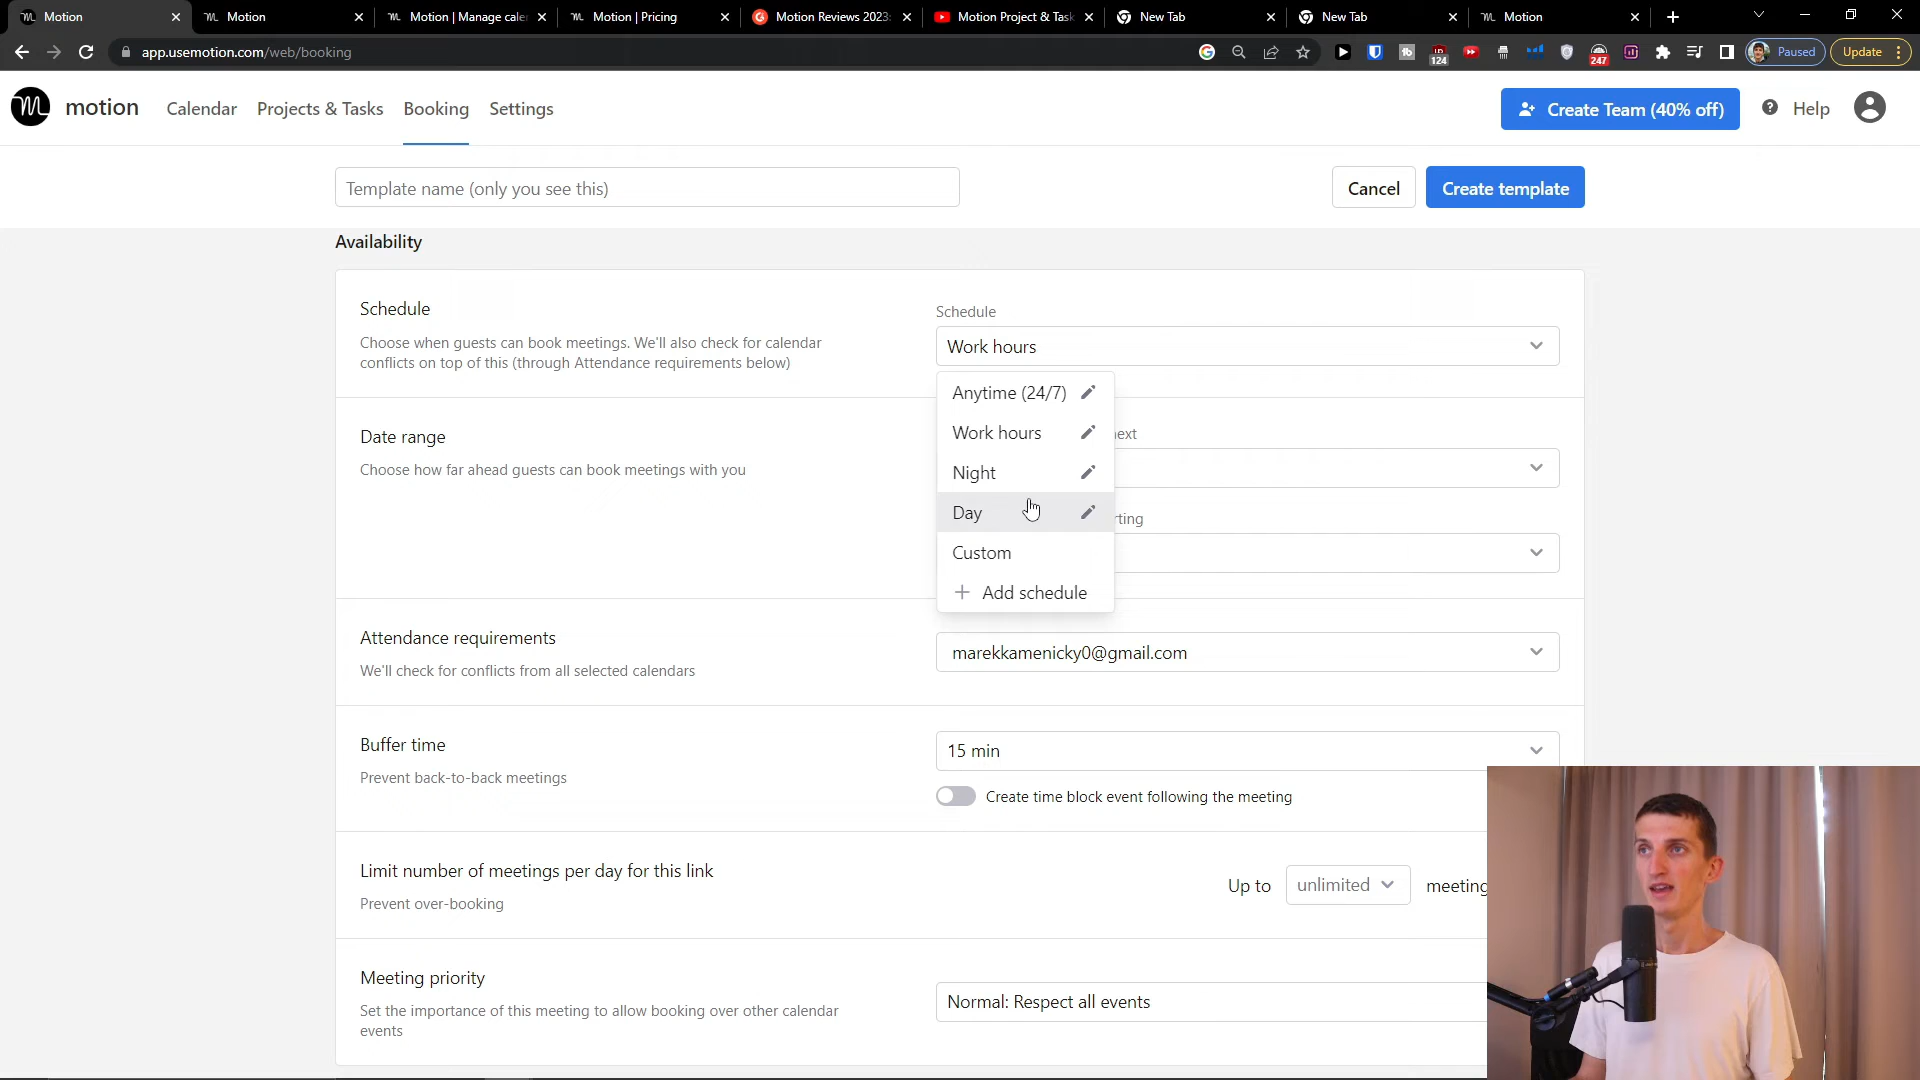 Motion
Motion
Motion | Manage cale
Motion | Pricing
Motion Reviews 2023:
Motion Project & Task
New Tab
New Tab
Motion
app.usemotion.com/web/booking
124
247
Paused
Update
motion
Calendar
Projects & Tasks
Booking
Settings
Create Team (40% off)
Help
Template name (only you see this)
Cancel
Create template
Availability
Schedule
Choose when guests can book meetings. We'll also check for calendar
conflicts on top of this (through Attendance requirements below)
Schedule
Work hours
Anytime (24/7)
Work hours
Night
Day
Custom
+ Add schedule
Date range
Choose how far ahead guests can book meetings with you
ext
rting
Attendance requirements
We'll check for conflicts from all selected calendars
marekkamenicky0@gmail.com
Buffer time
Prevent back-to-back meetings
15 min
Create time block event following the meeting
Limit number of meetings per day for this link
Prevent over-booking
Up to
unlimited
meeting
Meeting priority
Set the importance of this meeting to allow booking over other calendar
events
Normal: Respect all events